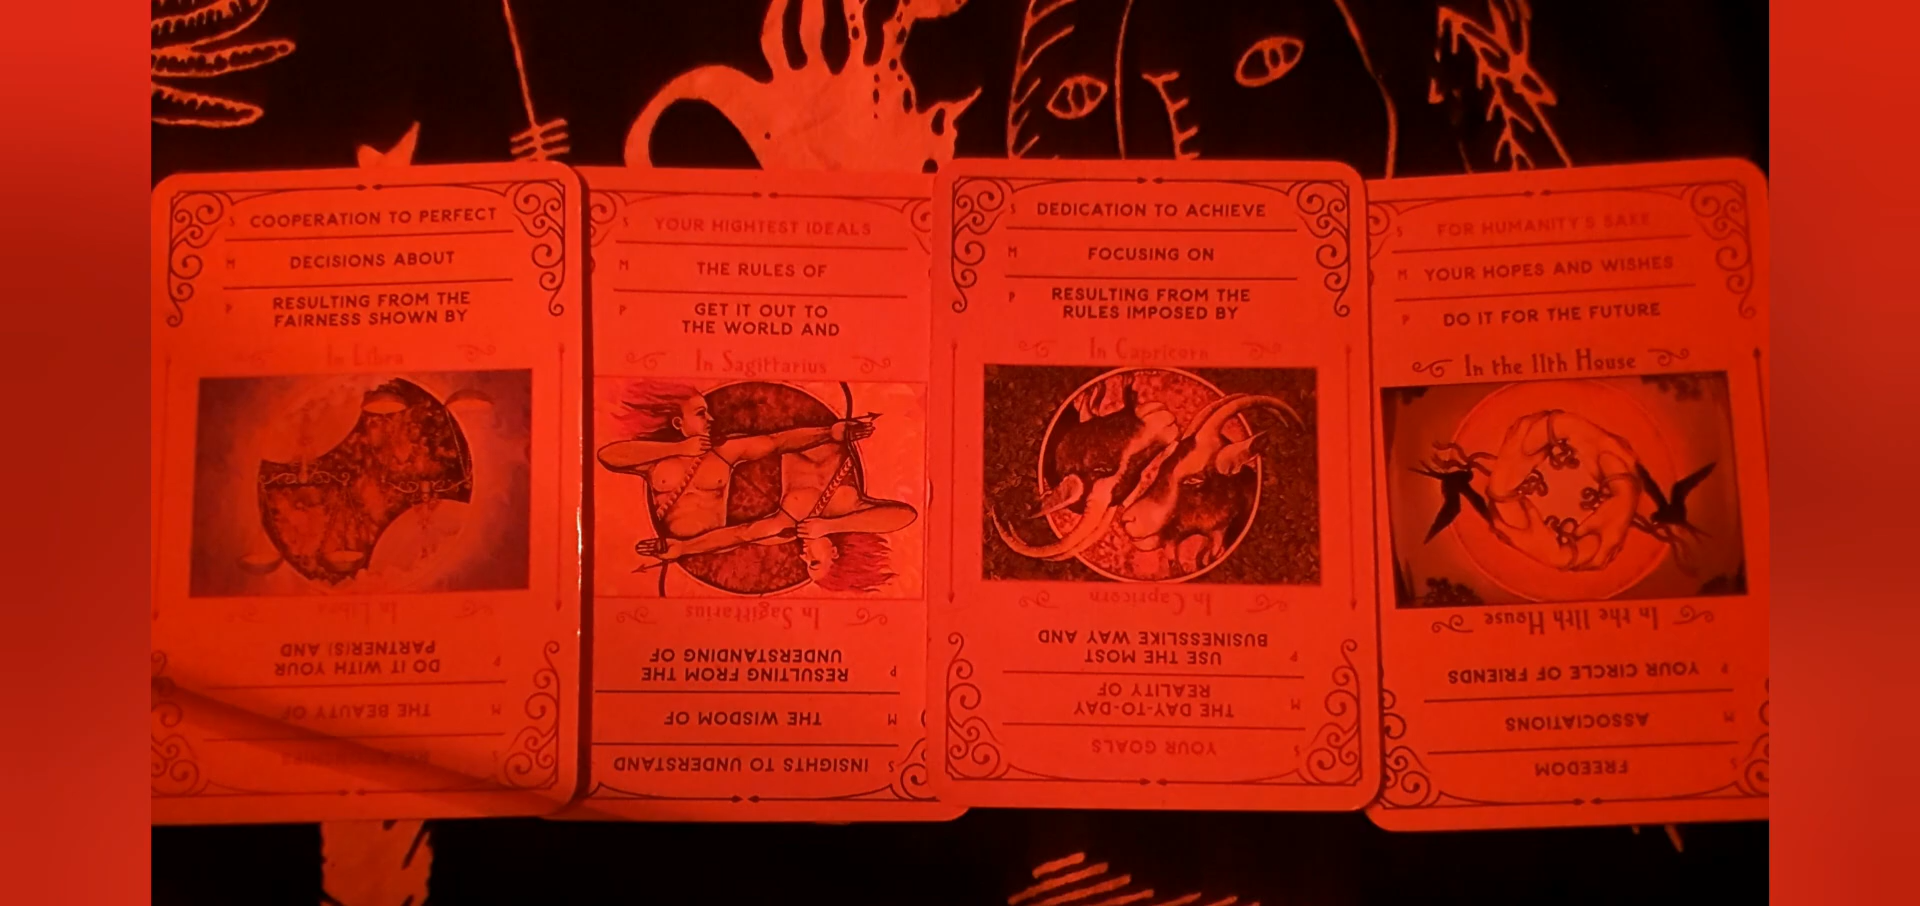 S COOPERATION TO PERFECT
M DECISIONS ABOUT
P RESULTING FROM THE
FAIRNESS SHOWN BY
In Libra
In Libra
P DO IT WITH YOUR
PARTNER(S) AND
M THE BEAUTY OF
S
S YOUR HIGHTEST IDEALS
M THE RULES OF
P GET IT OUT TO
THE WORLD AND
In Sagittarius
In Sagittarius
P RESULTING FROM THE
UNDERSTANDING OF
M THE WISDOM OF
S INSIGHTS TO UNDERSTAND
S DEDICATION TO ACHIEVE
M FOCUSING ON
P RESULTING FROM THE
RULES IMPOSED BY
In Capricorn
In Capricorn
P USE THE MOST
BUSINESSLIKE WAY AND
M THE DAY-TO-DAY
REALITY OF
S YOUR GOALS
S FOR HUMANITY'S SAKE
M YOUR HOPES AND WISHES
P DO IT FOR THE FUTURE
In the 11th House
In the 11th House
P YOUR CIRCLE OF FRIENDS
M ASSOCIATIONS
S FREEDOM